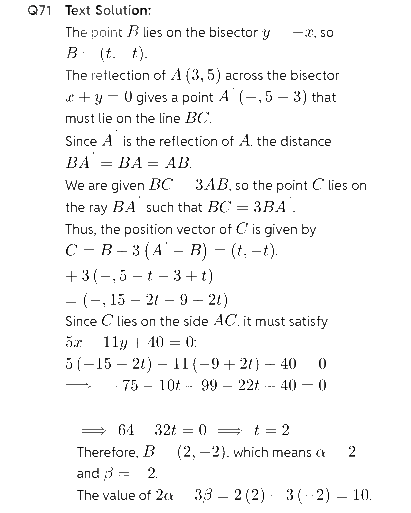 Q71 Text Solution:
The point B lies on the bisector y −x, so
B (t, t).
The reflection of A (3, 5) across the bisector
x + y = 0 gives a point A' (−, 5 − 3) that
must lie on the line BC.
Since A' is the reflection of A, the distance
BA' = BA = AB.
We are given BC 3AB, so the point C lies on
the ray BA' such that BC = 3BA'.
Thus, the position vector of C is given by
C = B − 3 (A' − B) = (t, −t).
+3 (−, 5 − t − 3 + t)
= (−, 15 − 2t − 9 − 2t)
Since C lies on the side AC, it must satisfy
5x 11y + 40 = 0:
5 (−15 − 2t) − 11 (−9 + 2t) − 40 0
⟹ 75 − 10t − 99 − 22t − 40 = 0
⟹ 64 32t = 0 ⟹ t = 2
Therefore, B (2, −2), which means α 2
and β = 2.
The value of 2α 3β − 2 (2) 3 (−2) = 10.